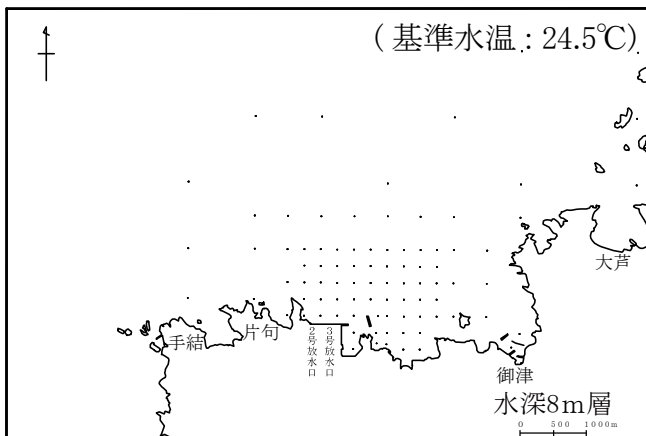 （基準水温：24.5℃）
大芦
手結
片句
2号放水口
3号放水口
御津
水深8m層
0 500 1000m